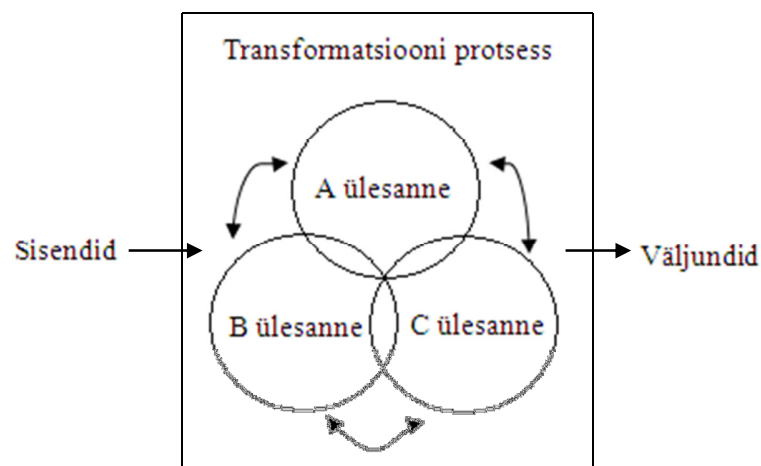 Transformatsiooni protsess
A ülesanne
Sisendid
Väljundid
B ülesanne
C ülesanne